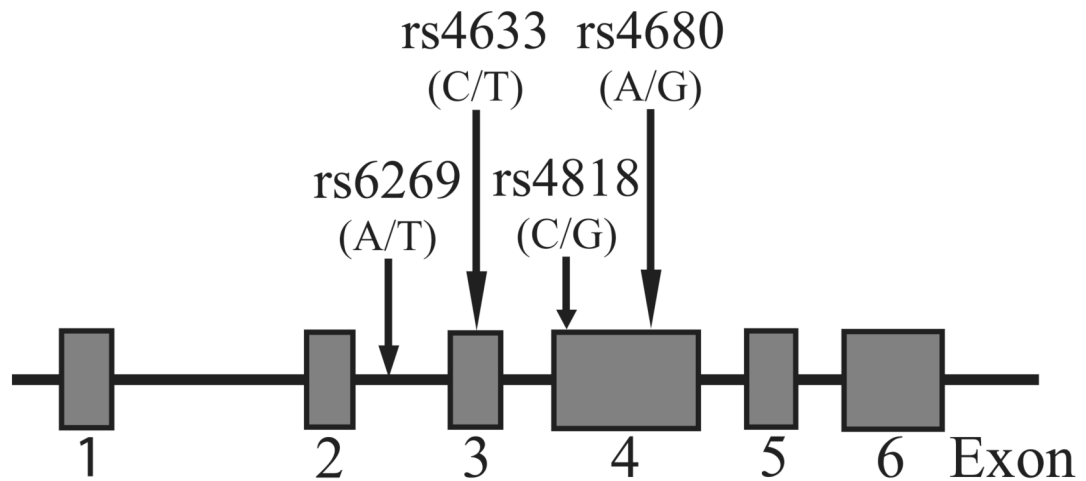 rs4633 rs4680
(C/T) (A/G)
rs6269 rs4818
(A/T) (C/G)
1 2 3 4 5 6 Exon